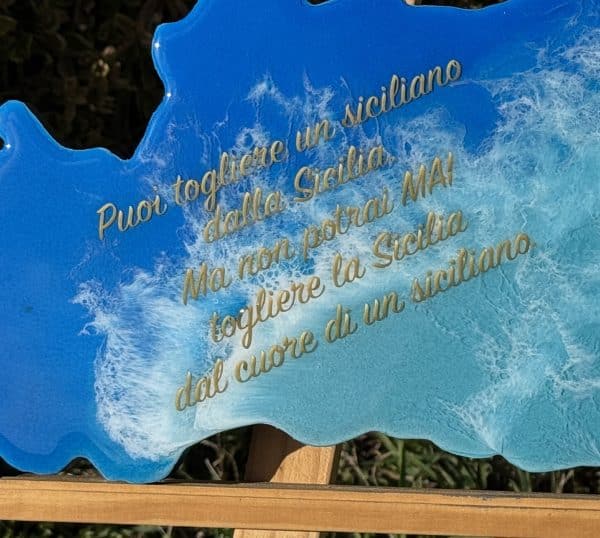 Puoi togliere un siciliano
dalla Sicilia,
Ma non potrai MAI
togliere la Sicilia
dal cuore di un siciliano.